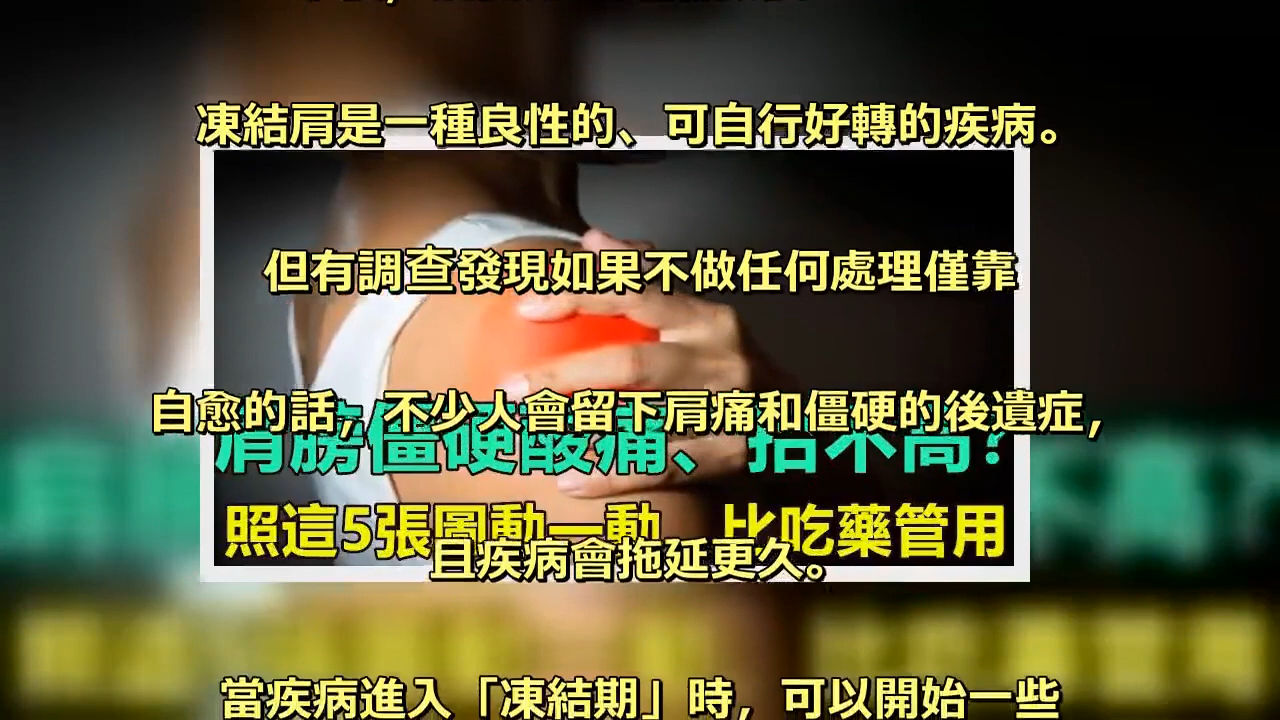 凍結肩是一種良性的、可自行好轉的疾病。
但有調查發現如果不做任何處理僅靠
自愈的話，不少人會留下肩痛和僵硬的後遺症，
肩膀僵硬酸痛、抬不高？
照這5張圖動一動，比吃藥管用
且疾病會拖延更久。
當疾病進入「凍結期」時，可以開始一些